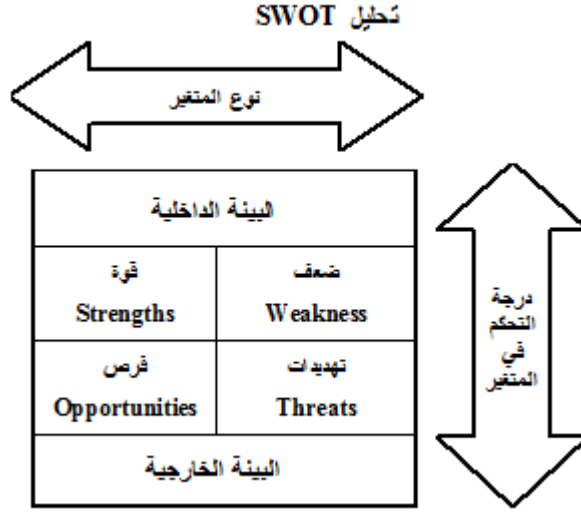 تحليل SWOT
نوع المتغير
البيئة الداخلية
ضعف
Weakness
قوة
Strengths
تهديدات
Threats
فرص
Opportunities
البيئة الخارجية
درجة
التحكم
في
المتغير